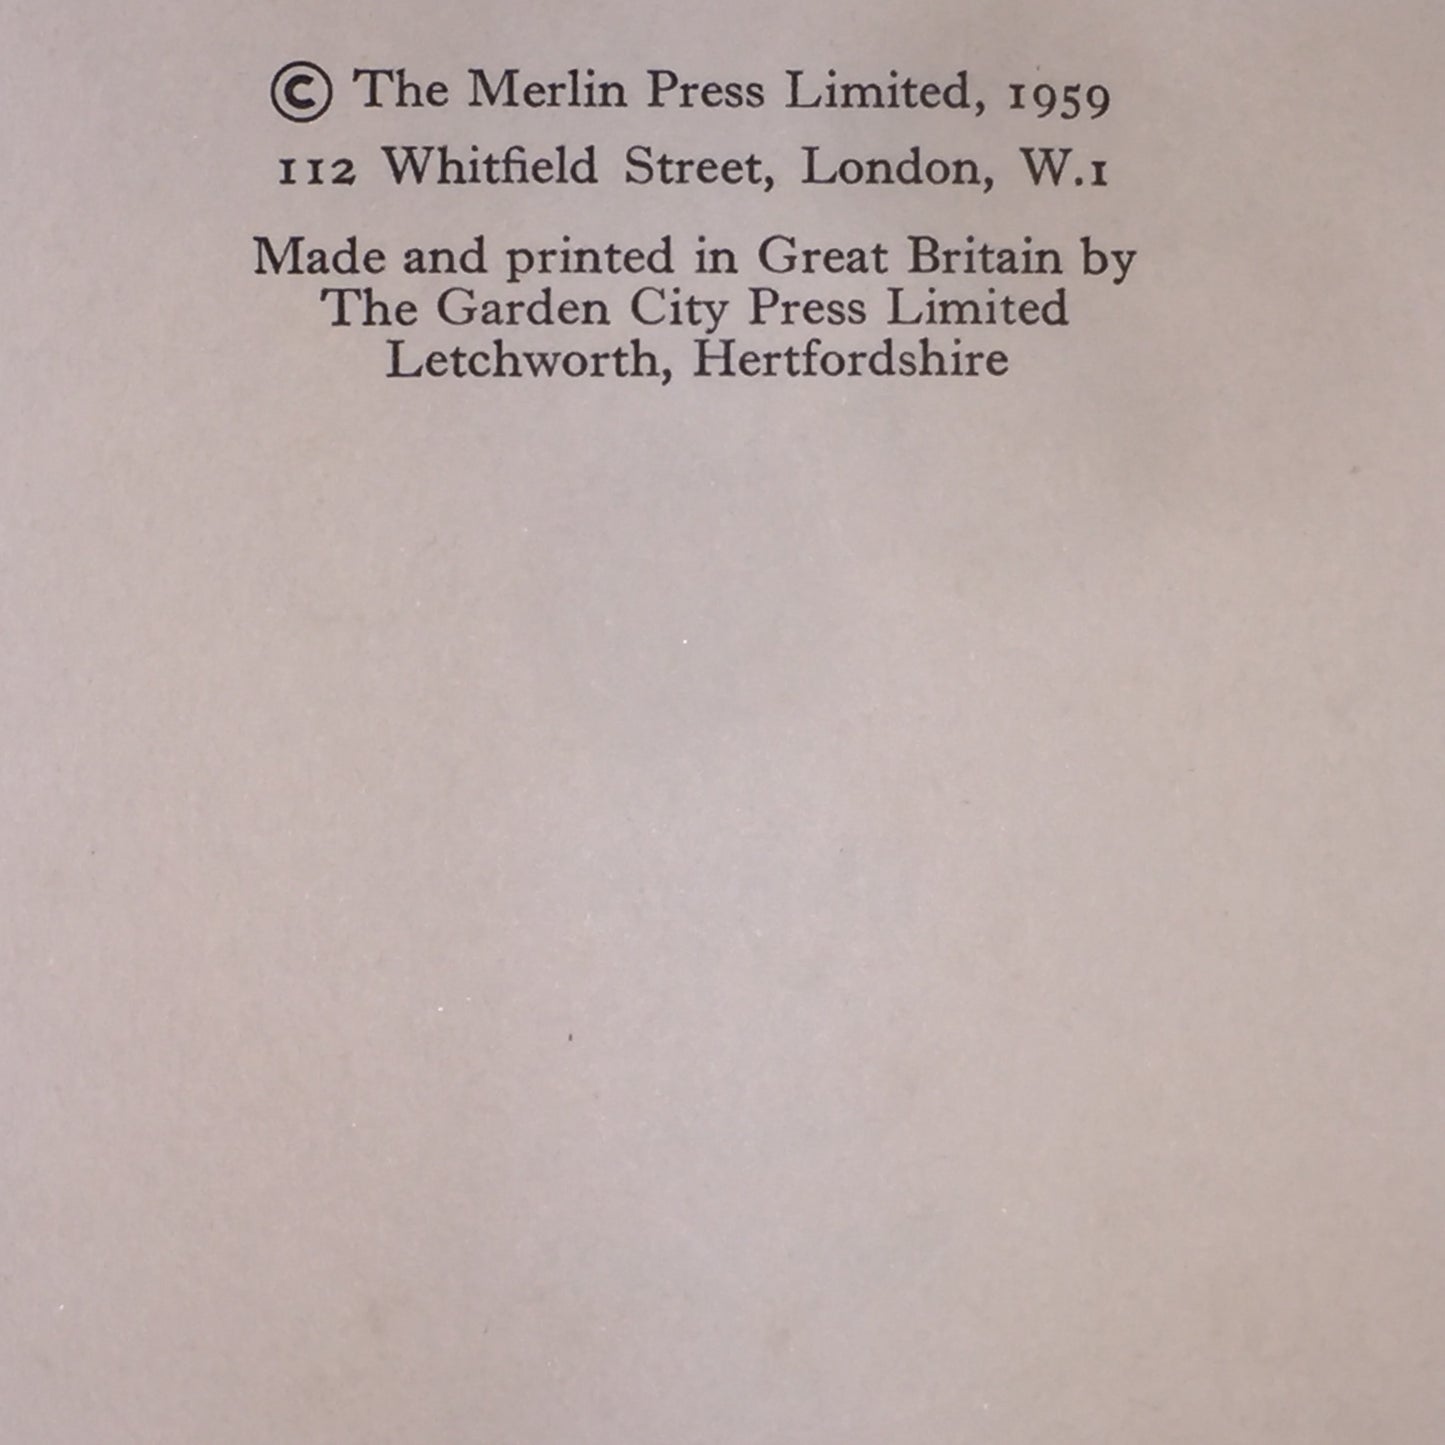 © The Merlin Press Limited, 1959
112 Whitfield Street, London, W.1
Made and printed in Great Britain by
The Garden City Press Limited
Letchworth, Hertfordshire